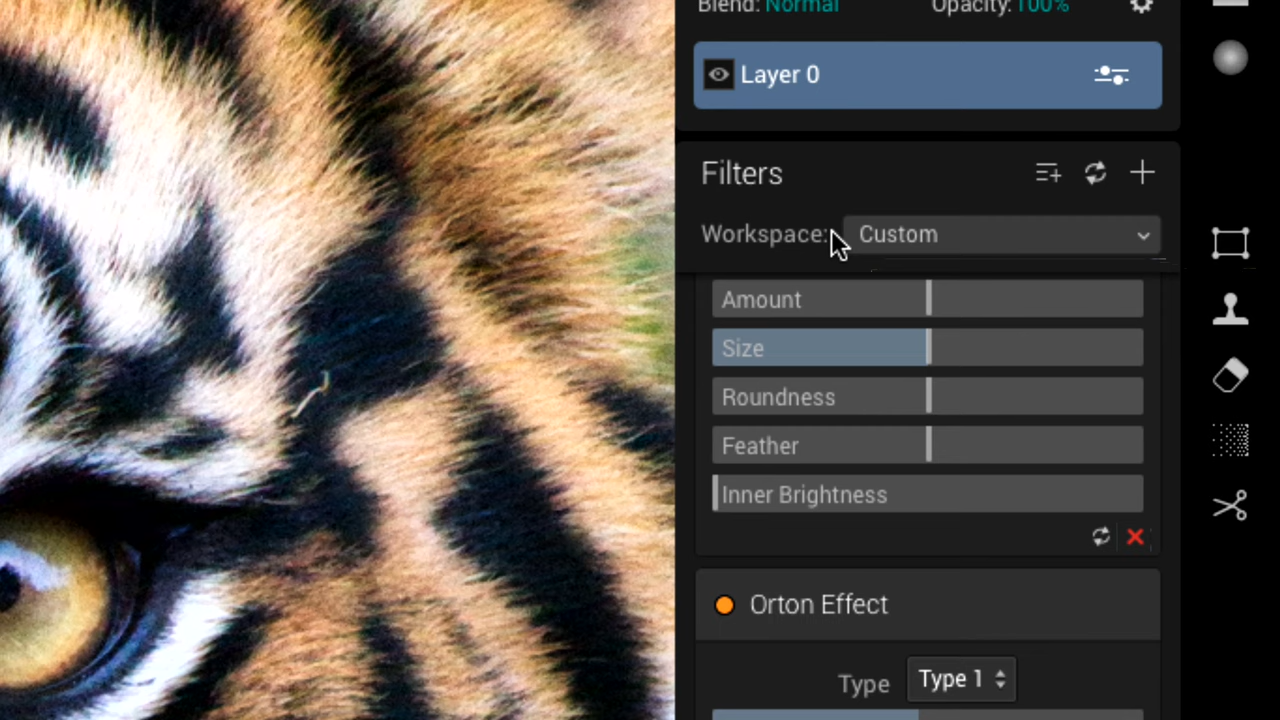 Blend: Normal Opacity: 100%
Layer 0
Filters
Workspace: Custom
Amount
Size
Roundness
Feather
Inner Brightness
Orton Effect
Type Type 1